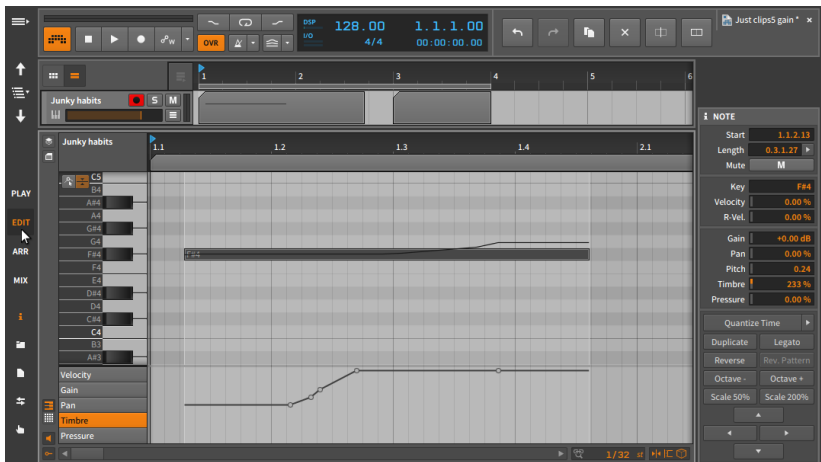 DSP
I/O
128.00
4/4
1.1.1.00
00:00:00.00
OVR
W
Just clips5 gain *
1 2 3 4 5 6
Junky habits
S M
PLAY
EDIT
ARR
MIX
Junky habits
1.1 1.2 1.3 1.4 2.1
C5
B4
A#4
A4
G#4
G4
F#4
F#4
F4
E4
D#4
D4
C#4
C4
B3
A#3
Velocity
Gain
Pan
Timbre
Pressure
1/32
NOTE
Start 1.1.2.13
Length 0.3.1.27
Mute M
Key F#4
Velocity 0.00 %
R-Vel. 0.00 %
Gain +0.00 dB
Pan 0.00 %
Pitch 0.24
Timbre 233 %
Pressure 0.00 %
Quantize Time
Duplicate Legato
Reverse Rev. Pattern
Octave - Octave +
Scale 50% Scale 200%